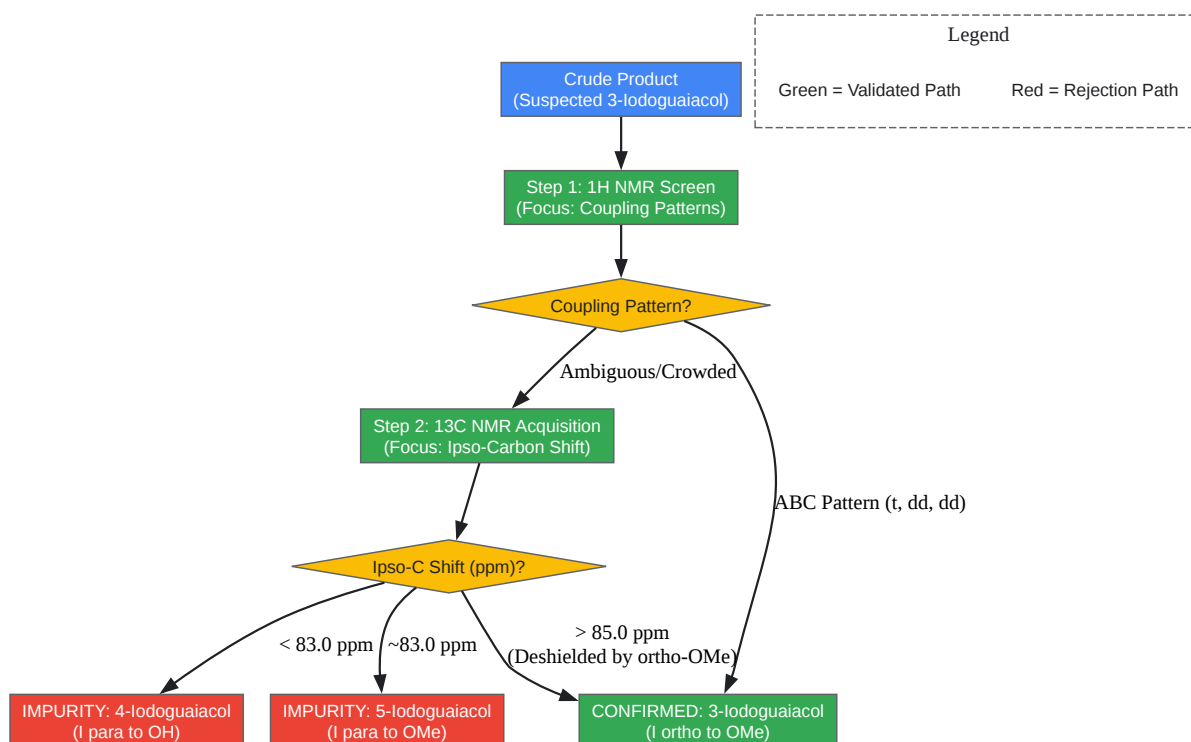 Legend
Green = Validated Path
Red = Rejection Path
Crude Product
(Suspected 3-Iodoguaiacol)
Step 1: 1H NMR Screen
(Focus: Coupling Patterns)
Coupling Pattern?
Ambiguous/Crowded
Step 2: 13C NMR Acquisition
(Focus: Ipso-Carbon Shift)
ABC Pattern (t, dd, dd)
Ipso-C Shift (ppm)?
< 83.0 ppm
~83.0 ppm
> 85.0 ppm
(Deshielded by ortho-OMe)
IMPURITY: 4-Iodoguaiacol
(I para to OH)
IMPURITY: 5-Iodoguaiacol
(I para to OMe)
CONFIRMED: 3-Iodoguaiacol
(I ortho to OMe)